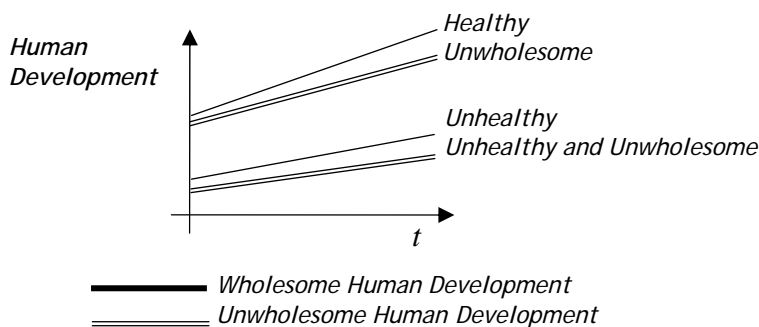 Human
Development
Healthy
Unwholesome
Unhealthy
Unhealthy and Unwholesome
t
Wholesome Human Development
Unwholesome Human Development